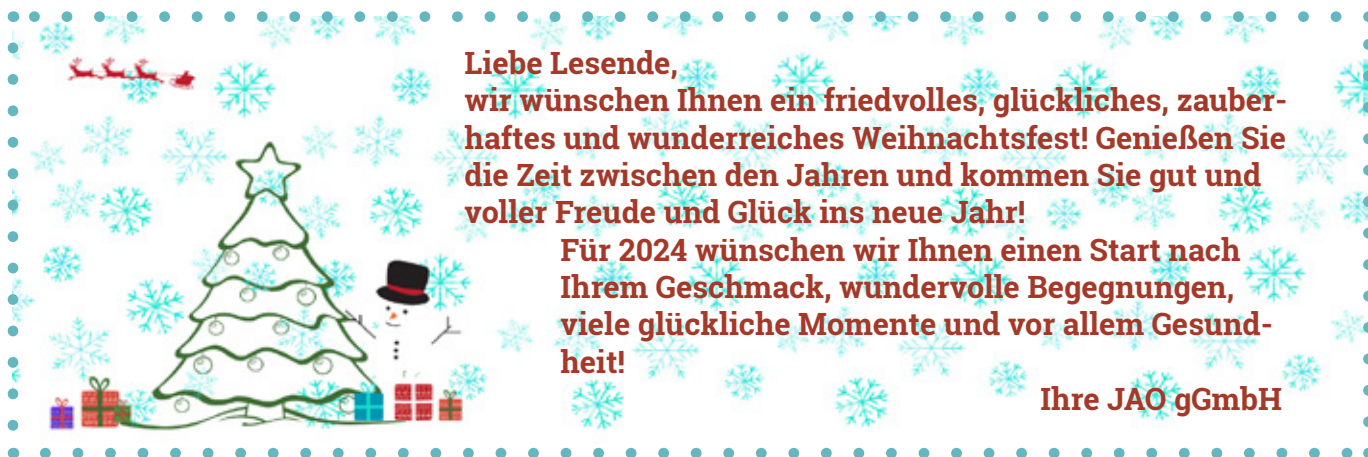 Liebe Lesende,
wir wünschen Ihnen ein friedvolles, glückliches, zauber-
haftes und wunderreiches Weihnachtsfest! Genießen Sie
die Zeit zwischen den Jahren und kommen Sie gut und
voller Freude und Glück ins neue Jahr!
Für 2024 wünschen wir Ihnen einen Start nach
Ihrem Geschmack, wundervolle Begegnungen,
viele glückliche Momente und vor allem Gesund-
heit!
Ihre JAO gGmbH